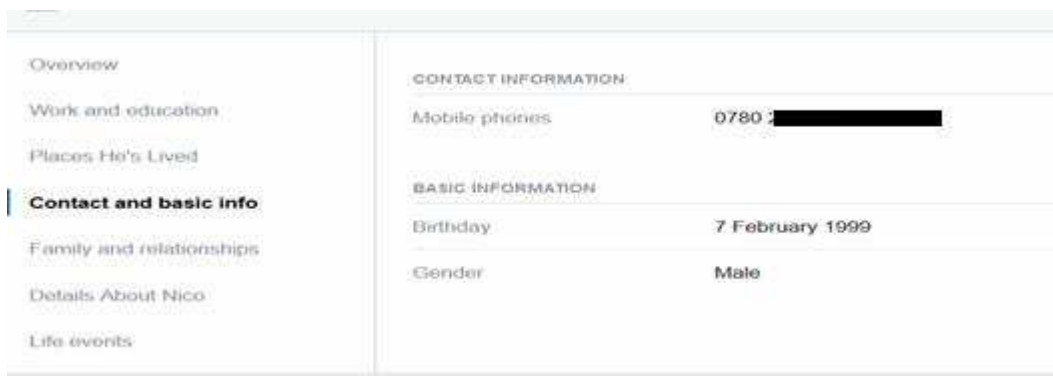 Overview
Work and education
Places He's Lived
Contact and basic info
Family and relationships
Details About Nico
Life events
CONTACT INFORMATION
Mobile phones 0780
BASIC INFORMATION
Birthday 7 February 1999
Gender Male